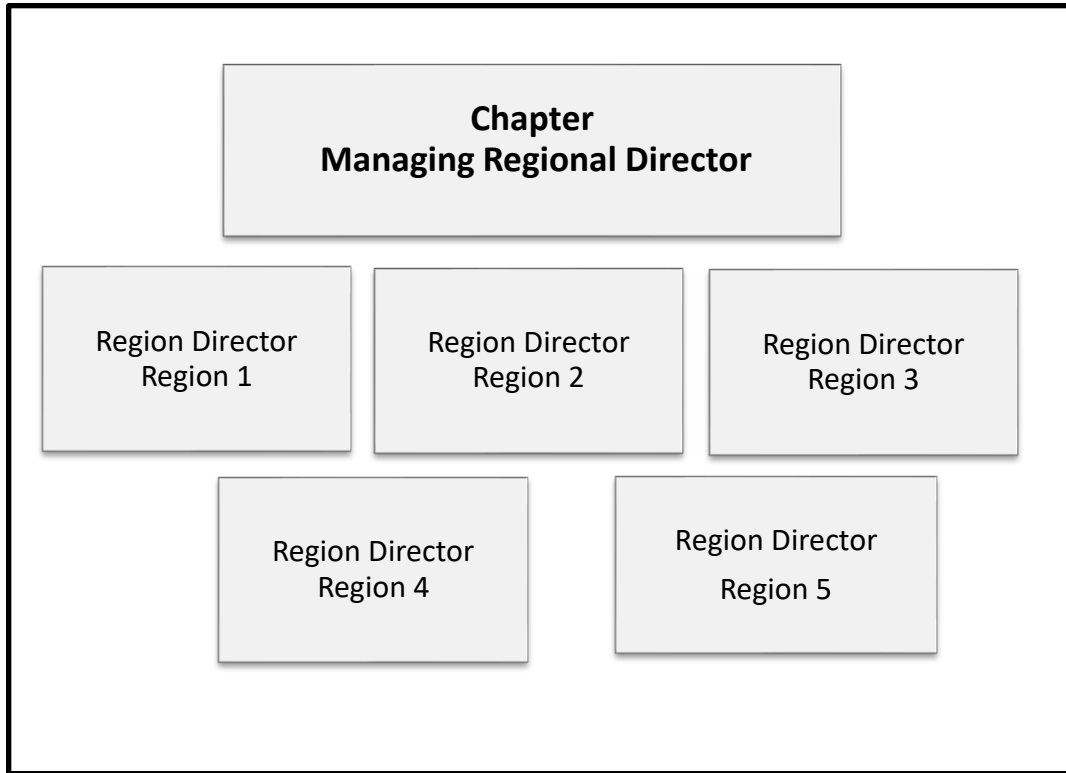 Chapter
Managing Regional Director
Region Director
Region 1
Region Director
Region 2
Region Director
Region 3
Region Director
Region 4
Region Director
Region 5